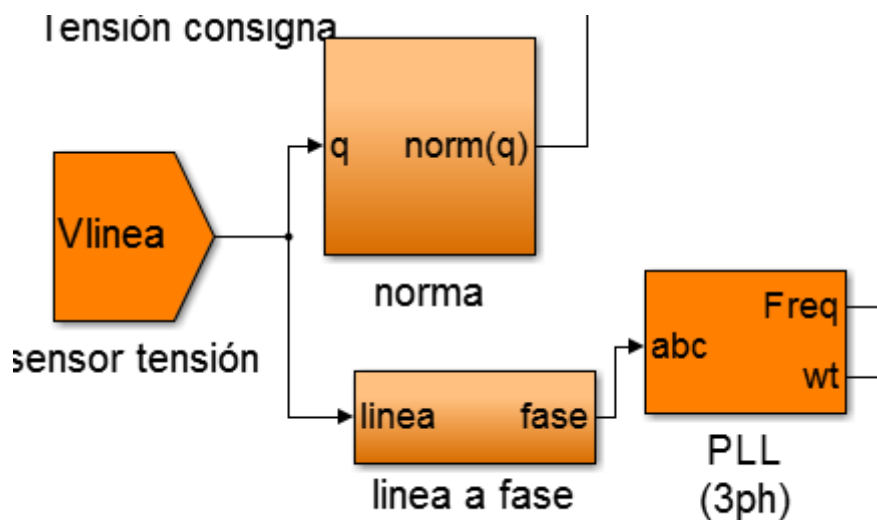 Tensión consigna
q
norm(q)
norma
Vlinea
sensor tensión
linea
fase
linea a fase
abc
Freq
wt
PLL
(3ph)